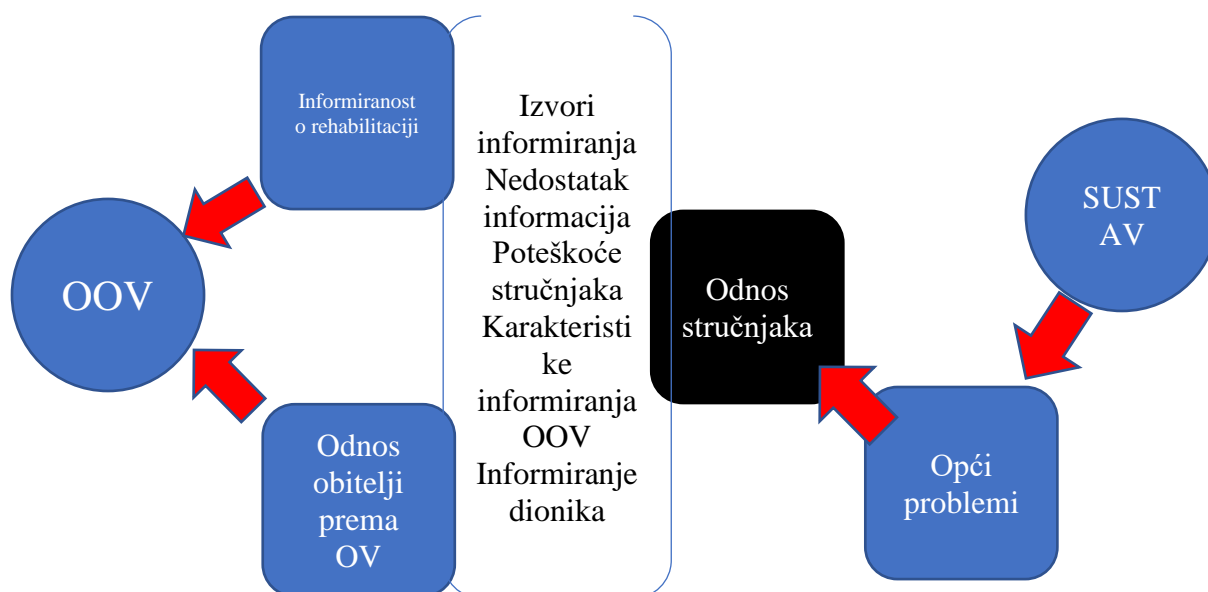 OOV
Informiranost
o rehabilitaciji
Odnos
obitelji
prema
OV
Izvori
informiranja
Nedostatak
informacija
Poteškoće
stručnjaka
Karakteristi
ke
informiranja
OOV
Informiranje
dionika
Odnos
stručnjaka
SUST
AV
Opći
problemi